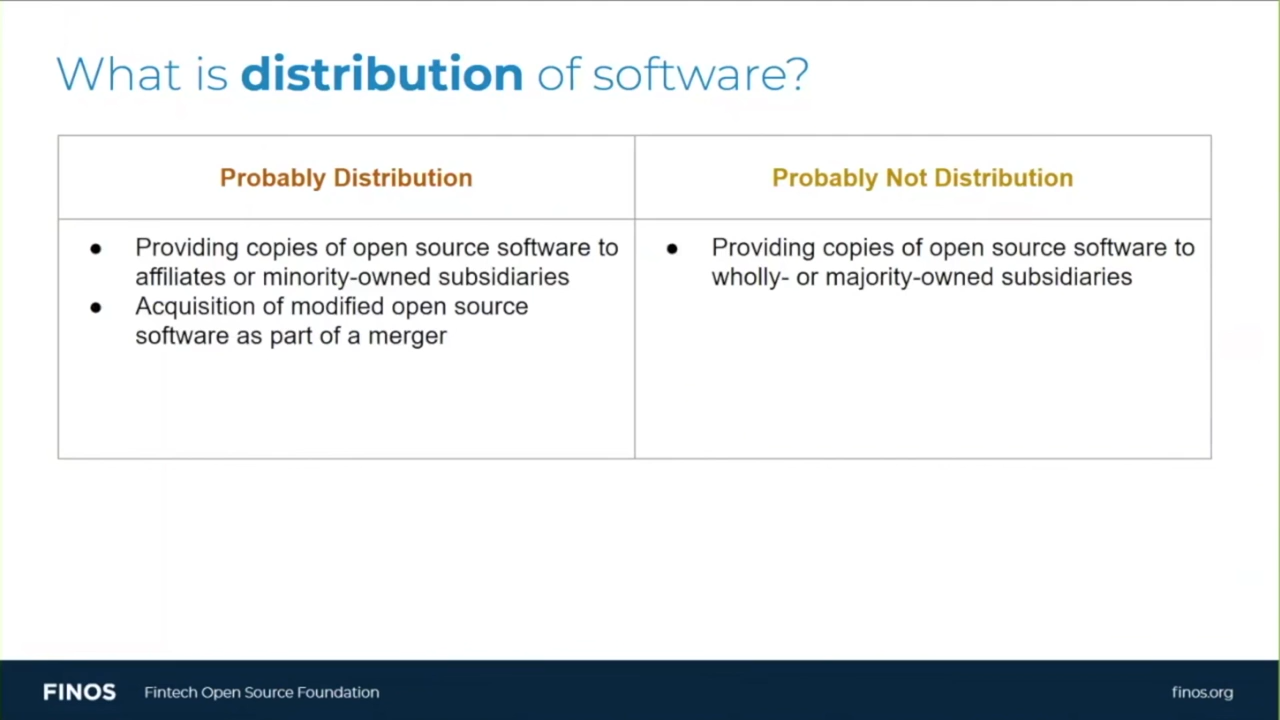 What is distribution of software?
Probably Distribution
Probably Not Distribution
● Providing copies of open source software to
affiliates or minority-owned subsidiaries
● Acquisition of modified open source
software as part of a merger
● Providing copies of open source software to
wholly- or majority-owned subsidiaries
FINOS Fintech Open Source Foundation
finos.org